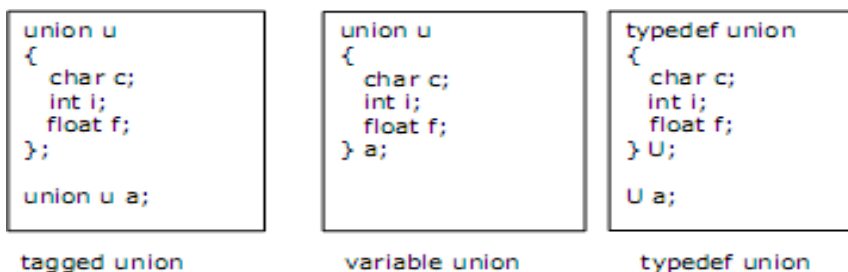 union u
{
char c;
int i;
float f;
};
union u a;
tagged union
union u
{
char c;
int i;
float f;
} a;
variable union
typedef union
{
char c;
int i;
float f;
} U;
U a;
typedef union